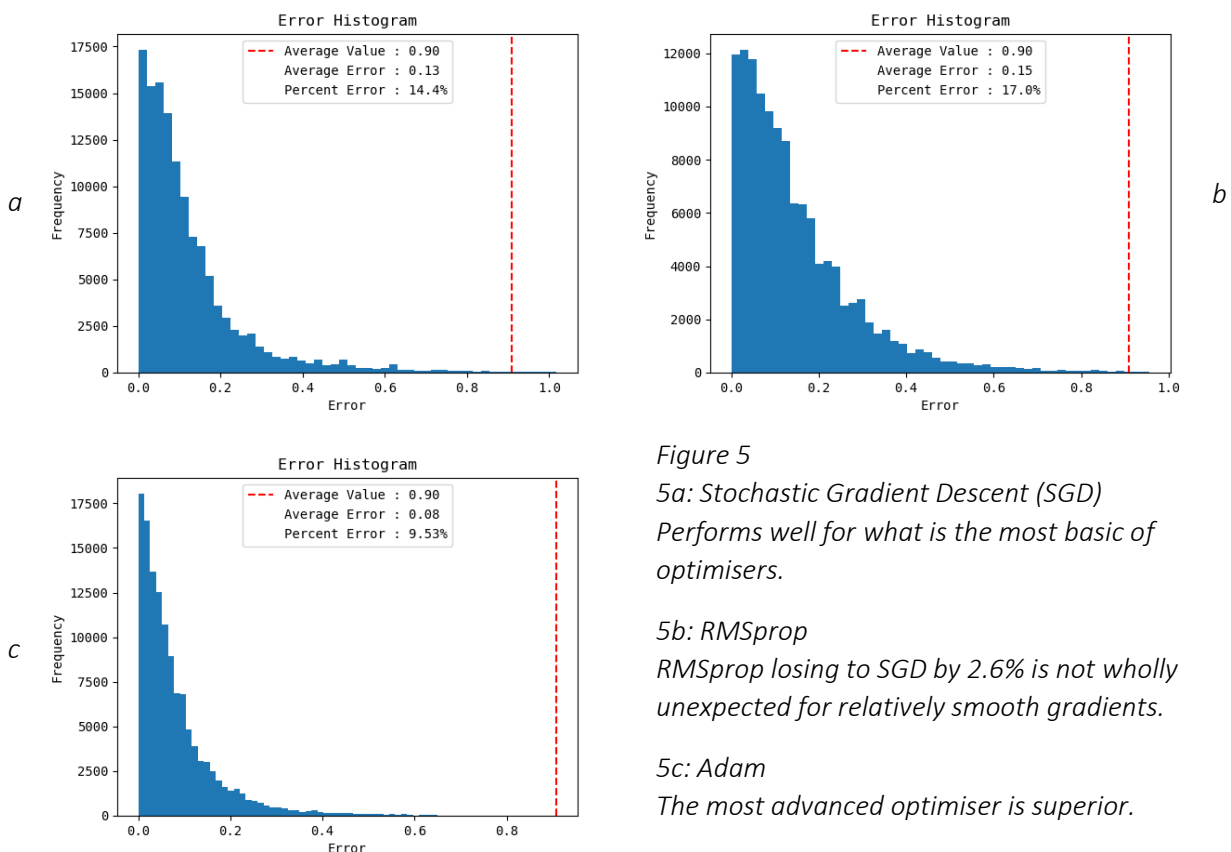 Error Histogram
17500
15000
12500
10000
7500
5000
2500
0
Frequency
Average Value : 0.90
Average Error : 0.13
Percent Error : 14.4%
0.0 0.2 0.4 0.6 0.8 1.0
Error
a
Error Histogram
12000
10000
8000
6000
4000
2000
0
Frequency
Average Value : 0.90
Average Error : 0.15
Percent Error : 17.0%
0.0 0.2 0.4 0.6 0.8 1.0
Error
b
Error Histogram
17500
15000
12500
10000
7500
5000
2500
0
Frequency
Average Value : 0.90
Average Error : 0.08
Percent Error : 9.53%
0.0 0.2 0.4 0.6 0.8
Error
c
Figure 5
5a: Stochastic Gradient Descent (SGD)
Performs well for what is the most basic of
optimisers.
5b: RMSprop
RMSprop losing to SGD by 2.6% is not wholly
unexpected for relatively smooth gradients.
5c: Adam
The most advanced optimiser is superior.